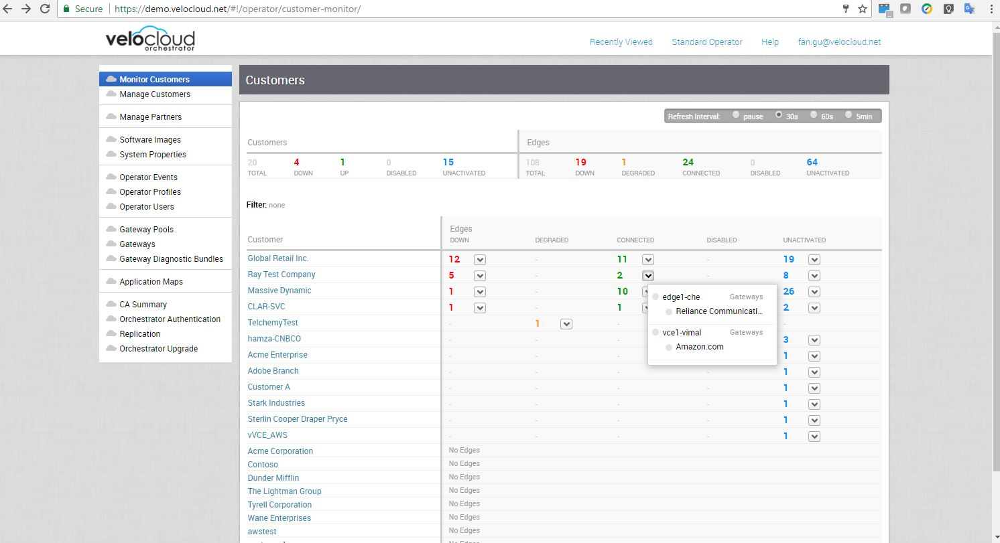 Secure https://demo.velocloud.net/#!/operator/customer-monitor/
velocloud
orchestrator
Recently Viewed Standard Operator Help fan.gu@velocloud.net
Monitor Customers
Manage Customers
Manage Partners
Software Images
System Properties
Operator Events
Operator Profiles
Operator Users
Gateway Pools
Gateways
Gateway Diagnostic Bundles
Application Maps
CA Summary
Orchestrator Authentication
Replication
Orchestrator Upgrade
Customers
Refresh Interval: pause 30s 60s 5min
Customers Edges
20 4 1 0 15 108 19 1 24 0 64
TOTAL DOWN UP DISABLED UNACTIVATED TOTAL DOWN DEGRADED CONNECTED DISABLED UNACTIVATED
Filter: none
Edges
Customer DOWN DEGRADED CONNECTED DISABLED UNACTIVATED
Global Retail Inc. 12 - 11 - 19
Ray Test Company 5 - 2 - 8
Massive Dynamic 1 - 10 26
CLAR-SVC 1 - 1 2
TelchemyTest - 1 - -
hamza-CNBCO - - - 3
Acme Enterprise - - - 1
Adobe Branch - - - - 1
Customer A - - - - 1
Stark Industries - - - - 1
Sterlin Cooper Draper Pryce - - - - 1
vVCE_AWS - - - - 1
Acme Corporation No Edges
Contoso No Edges
Dunder Mifflin No Edges
The Lightman Group No Edges
Tyrell Corporation No Edges
Wane Enterprises No Edges
awstest No Edges
edge1-che Gateways
Reliance Communicati...
vce1-vimal Gateways
Amazon.com